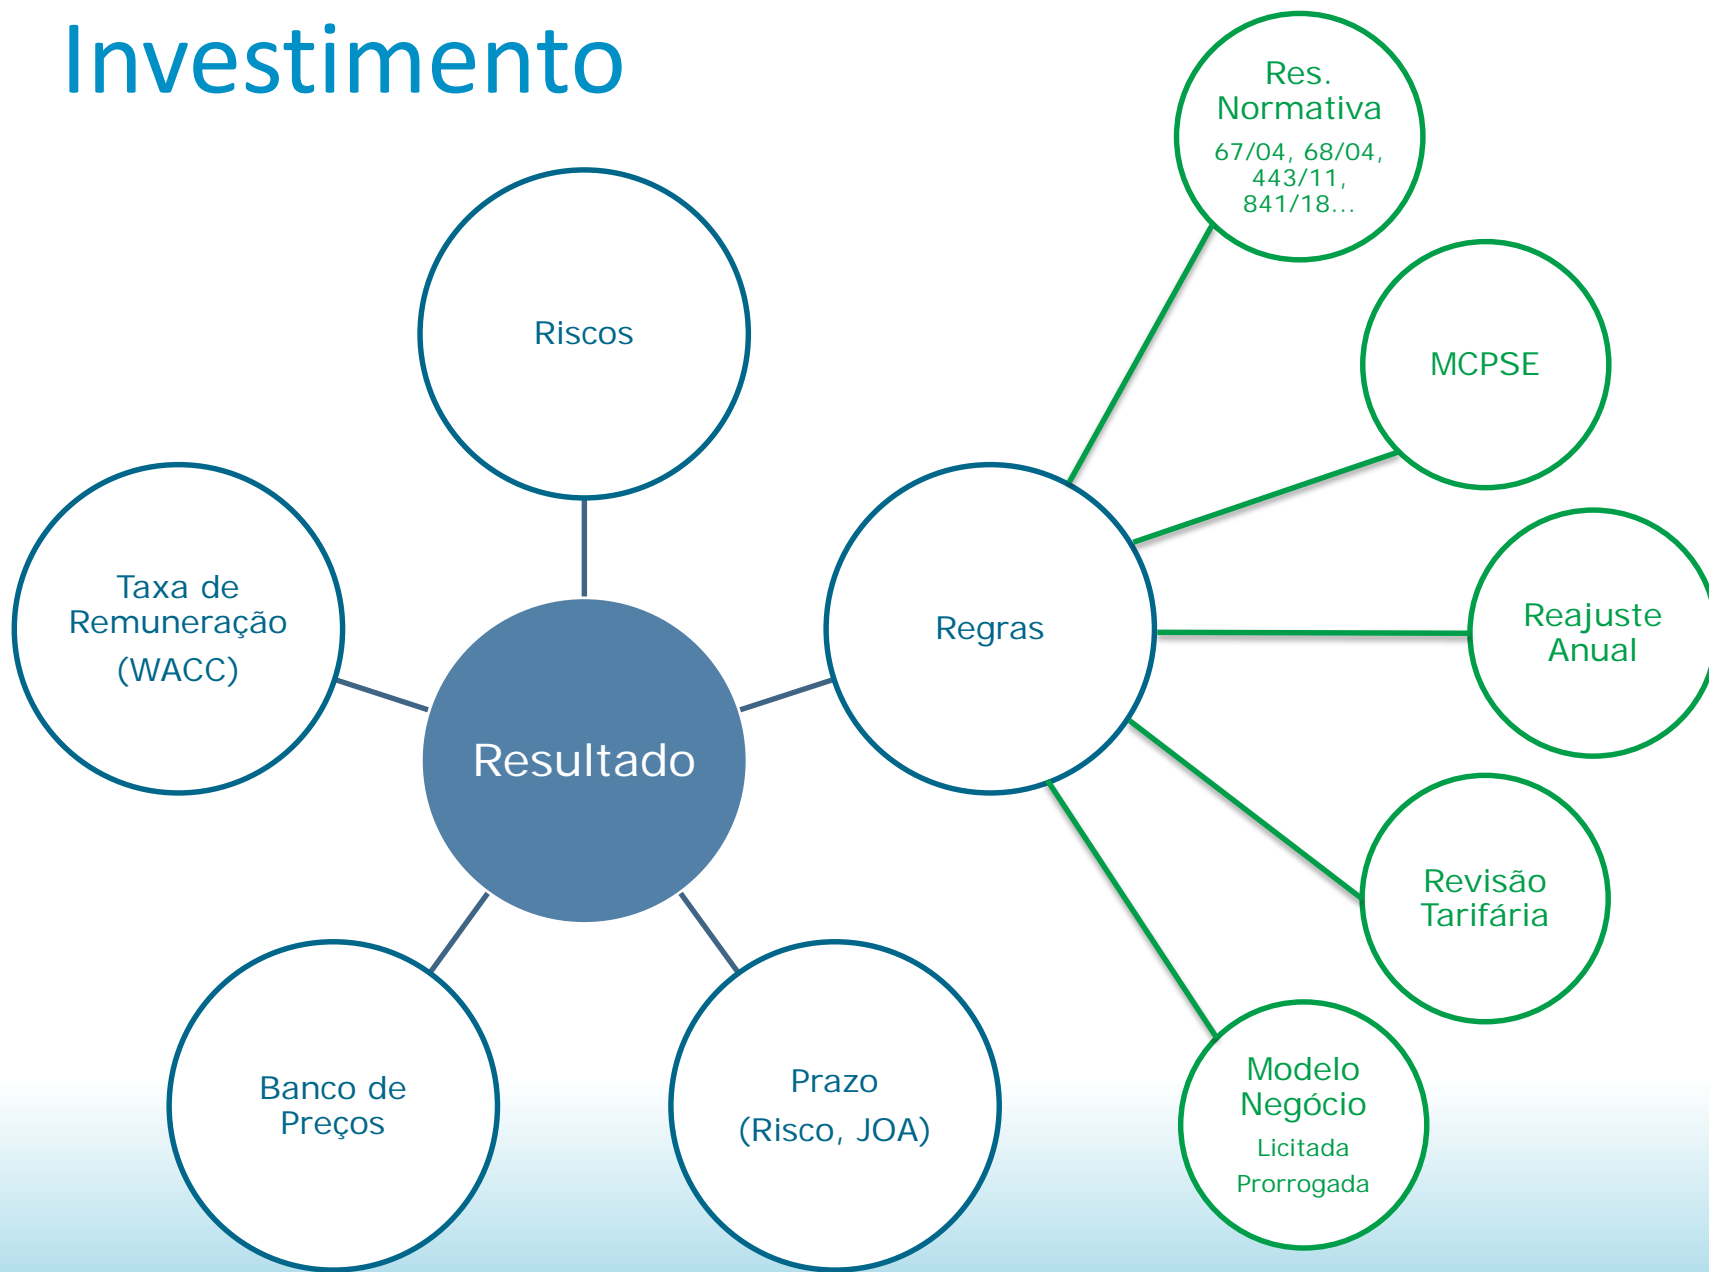 Investimento
Res.
Normativa
67/04, 68/04,
443/11,
841/18...
Riscos
MCPSE
Taxa de
Remuneração
(WACC)
Regras
Reajuste
Anual
Resultado
Revisão
Tarifária
Banco de
Preços
Prazo
(Risco, JOA)
Modelo
Negócio
Licitada
Prorrogada